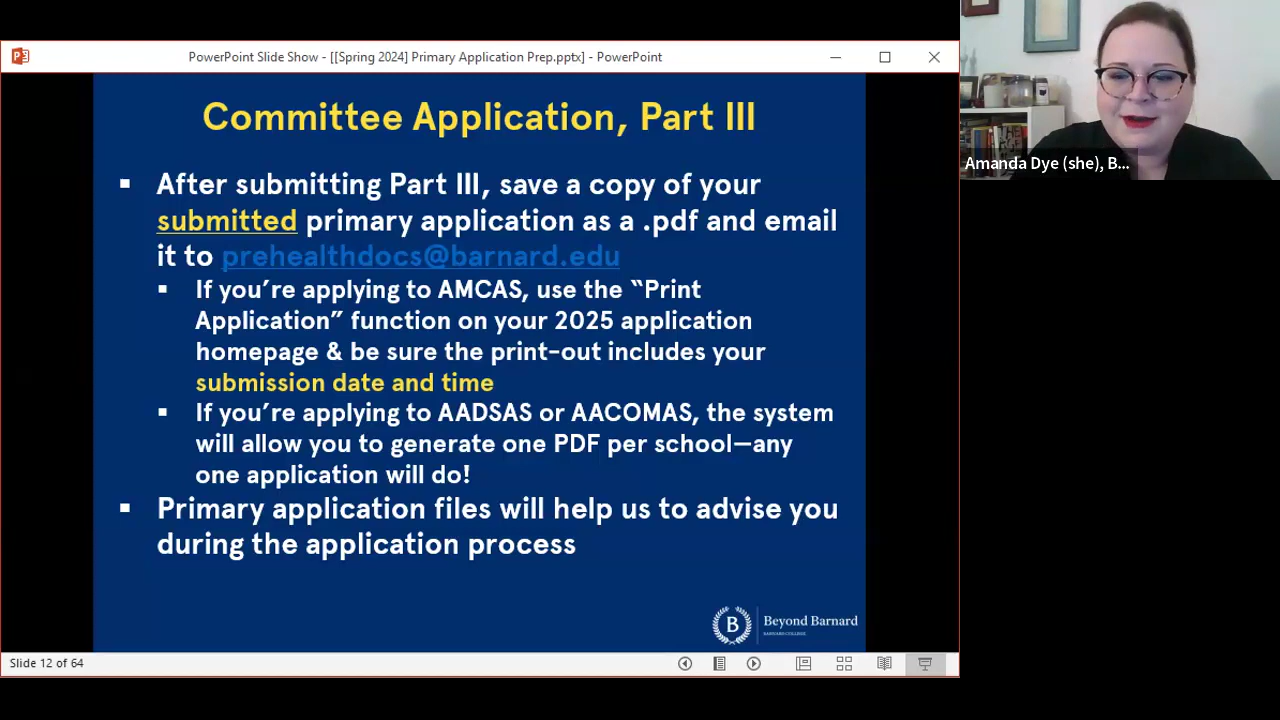 PowerPoint Slide Show - [[Spring 2024] Primary Application Prep.pptx] - PowerPoint
Committee Application, Part III
▪ After submitting Part III, save a copy of your
submitted primary application as a .pdf and email
it to prehealthdocs@barnard.edu
▪ If you’re applying to AMCAS, use the “Print
Application” function on your 2025 application
homepage & be sure the print-out includes your
submission date and time
▪ If you’re applying to AADSAS or AACOMAS, the system
will allow you to generate one PDF per school—any
one application will do!
▪ Primary application files will help us to advise you
during the application process
B
Beyond Barnard
BARNARD COLLEGE
Slide 12 of 64
Amanda Dye (she), B...